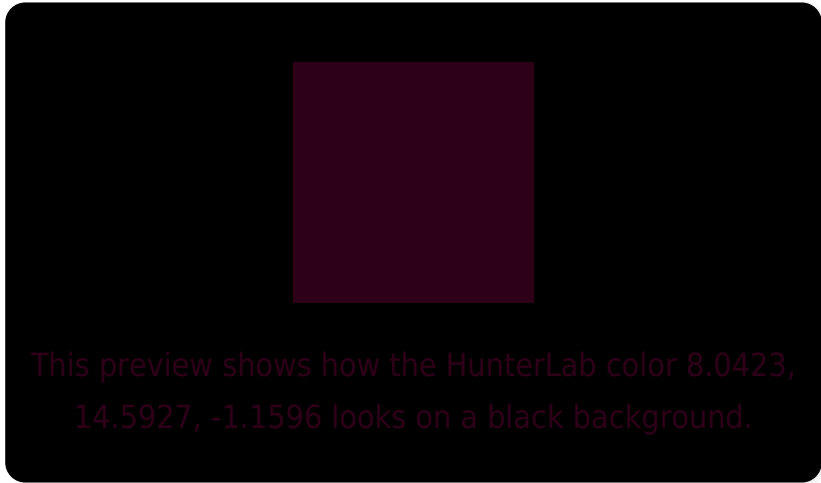 This preview shows how the HunterLab color 8.0423,
14.5927, -1.1596 looks on a black background.